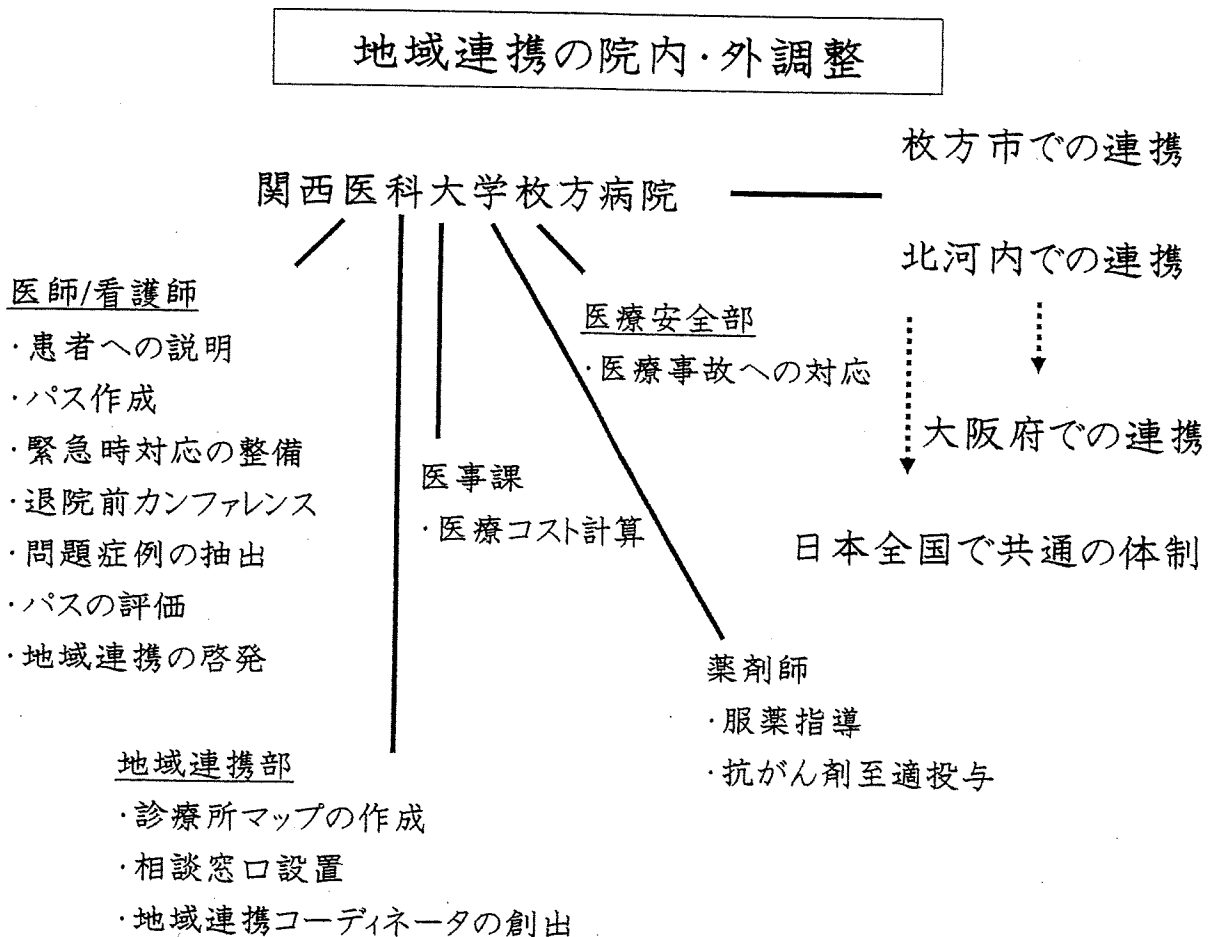 地域連携の院内・外調整
関西医科大学枚方病院
枚方市での連携
北河内での連携
大阪府での連携
日本全国で共通の体制
医師/看護師
・患者への説明
・パス作成
・緊急時対応の整備
・退院前カンファレンス
・問題症例の抽出
・パスの評価
・地域連携の啓発
医療安全部
・医療事故への対応
医事課
・医療コスト計算
薬剤師
・服薬指導
・抗がん剤至適投与
地域連携部
・診療所マップの作成
・相談窓口設置
・地域連携コーディネータの創出